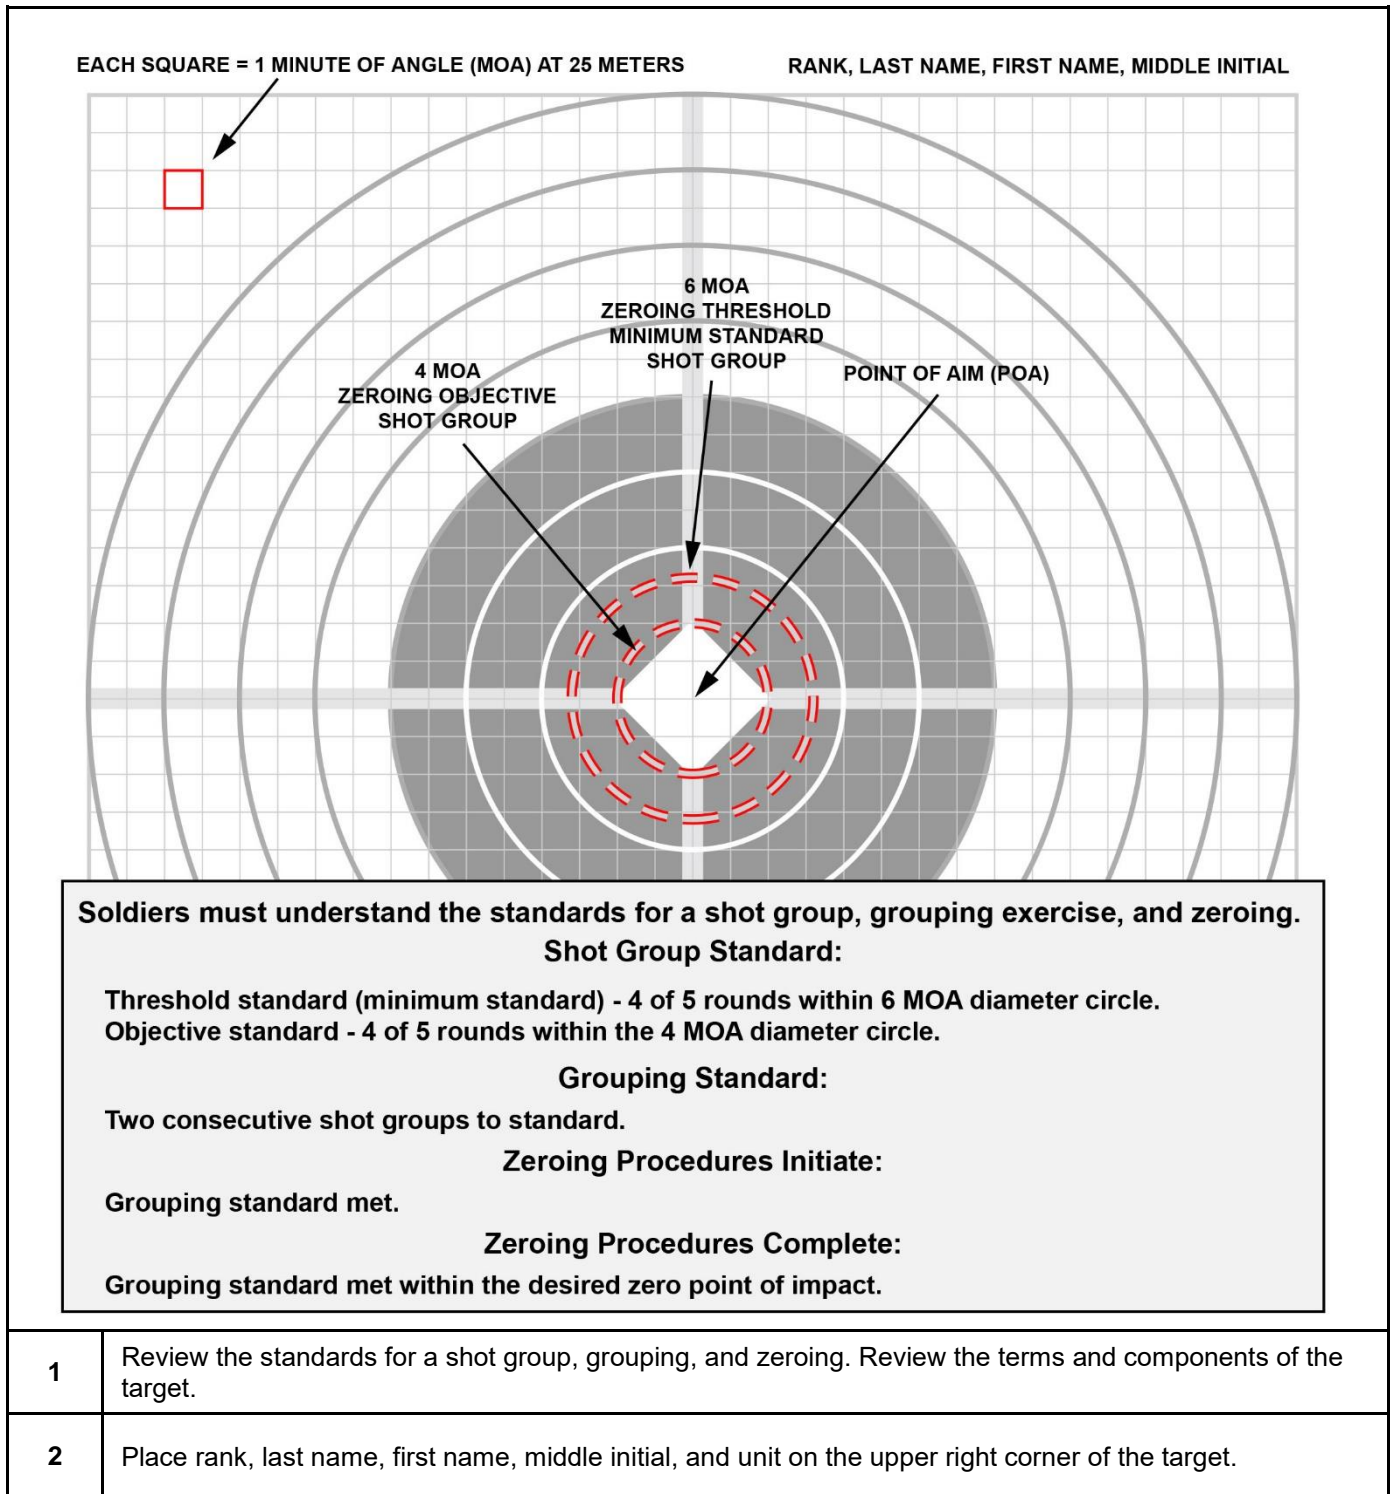 EACH SQUARE = 1 MINUTE OF ANGLE (MOA) AT 25 METERS
RANK, LAST NAME, FIRST NAME, MIDDLE INITIAL
6 MOA
ZEROING THRESHOLD
MINIMUM STANDARD
SHOT GROUP
4 MOA
ZEROING OBJECTIVE
SHOT GROUP
POINT OF AIM (POA)
Soldiers must understand the standards for a shot group, grouping exercise, and zeroing.
Shot Group Standard:
Threshold standard (minimum standard) - 4 of 5 rounds within 6 MOA diameter circle.
Objective standard - 4 of 5 rounds within the 4 MOA diameter circle.
Grouping Standard:
Two consecutive shot groups to standard.
Zeroing Procedures Initiate:
Grouping standard met.
Zeroing Procedures Complete:
Grouping standard met within the desired zero point of impact.
1
Review the standards for a shot group, grouping, and zeroing. Review the terms and components of the
target.
2
Place rank, last name, first name, middle initial, and unit on the upper right corner of the target.